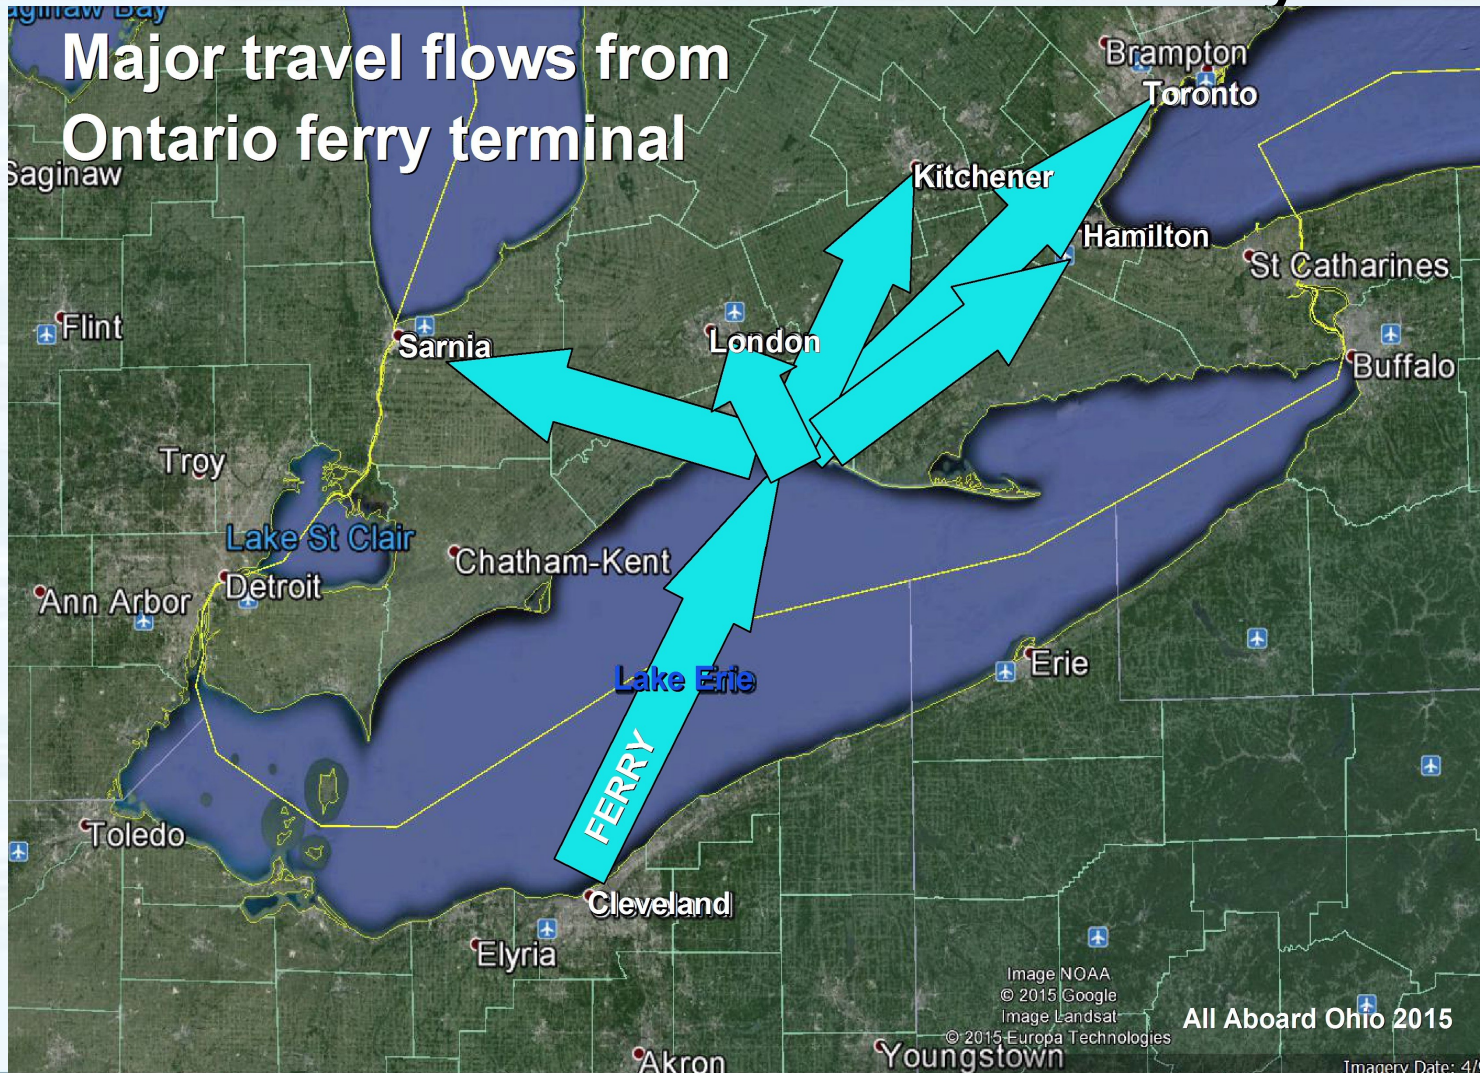 Saginaw Bay
Major travel flows from
Ontario ferry terminal
Brampton
Toronto
Saginaw
Kitchener
Hamilton
St Catharines
Flint
Sarnia
London
Buffalo
Troy
Lake St Clair
Chatham-Kent
Detroit
Ann Arbor
Lake Erie
Erie
FERRY
Toledo
Cleveland
Elyria
Image NOAA
© 2015 Google
Image Landsat
© 2015 Europa Technologies
All Aboard Ohio 2015
Akron
Youngstown
Imagery Date: 4/